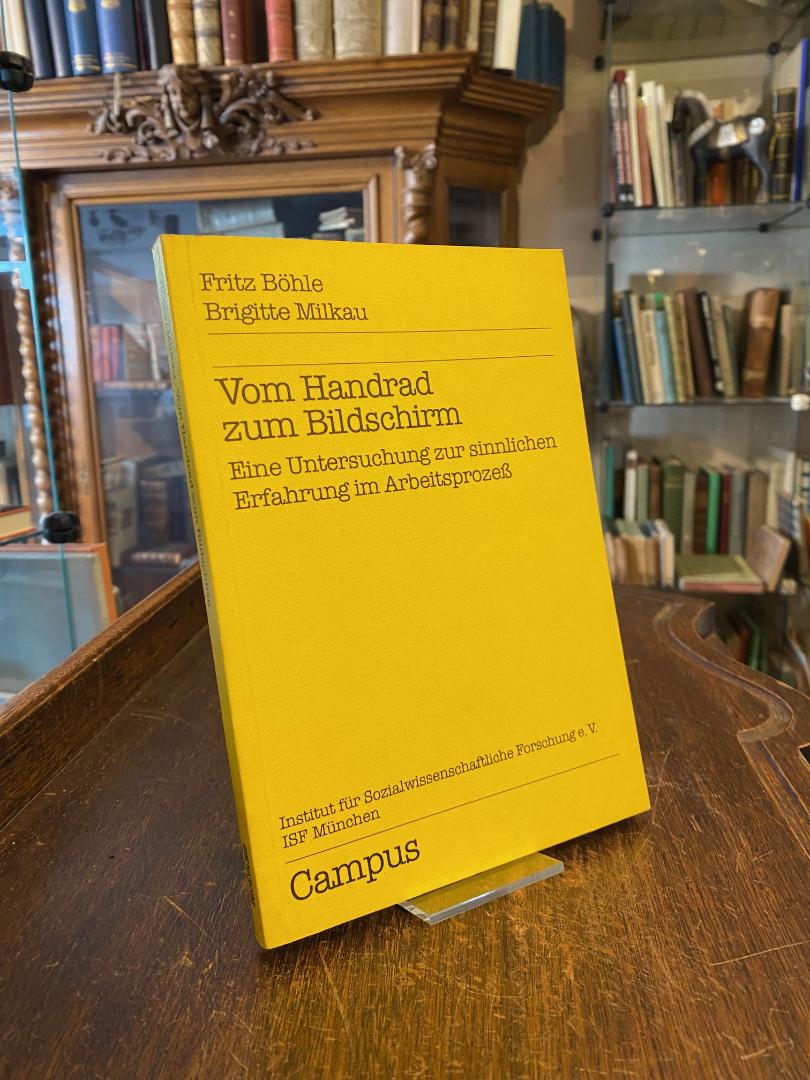 Fritz Böhle
Brigitte Milkau
Vom Handrad
zum Bildschirm
Eine Untersuchung zur sinnlichen
Erfahrung im Arbeitsprozeß
Institut für Sozialwissenschaftliche Forschung e. V.
ISF München
Campus